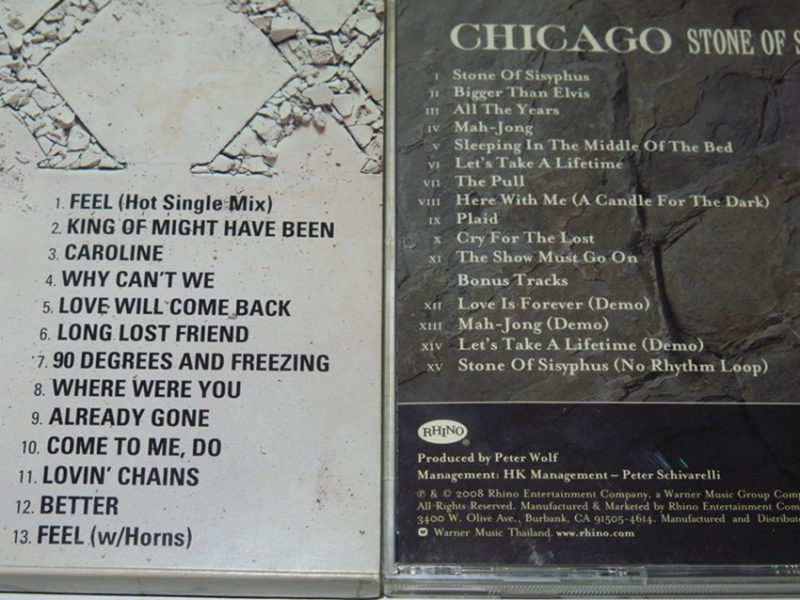 1. FEEL (Hot Single Mix)
2. KING OF MIGHT HAVE BEEN
3. CAROLINE
4. WHY CAN'T WE
5. LOVE WILL COME BACK
6. LONG LOST FRIEND
7. 90 DEGREES AND FREEZING
8. WHERE WERE YOU
9. ALREADY GONE
10. COME TO ME, DO
11. LOVIN' CHAINS
12. BETTER
13. FEEL (w/Horns)
CHICAGO STONE OF S
I Stone Of Sisyphus
II Bigger Than Elvis
III All The Years
IV Mah-Jong
V Sleeping In The Middle Of The Bed
VI Let's Take A Lifetime
VII The Pull
VIII Here With Me (A Candle For The Dark)
IX Plaid
X Cry For The Lost
XI The Show Must Go On
Bonus Tracks
XII Love Is Forever (Demo)
XIII Mah-Jong (Demo)
XIV Let's Take A Lifetime (Demo)
XV Stone Of Sisyphus (No Rhythm Loop)
RHINO®
Produced by Peter Wolf
Management: HK Management – Peter Schivarelli
℗ & © 2008 Rhino Entertainment Company, a Warner Music Group Comp
All Rights Reserved. Manufactured & Marketed by Rhino Entertainment Com
3400 W. Olive Ave., Burbank, CA 91505-4614. Manufactured and Distribute
Warner Music Thailand. www.rhino.com